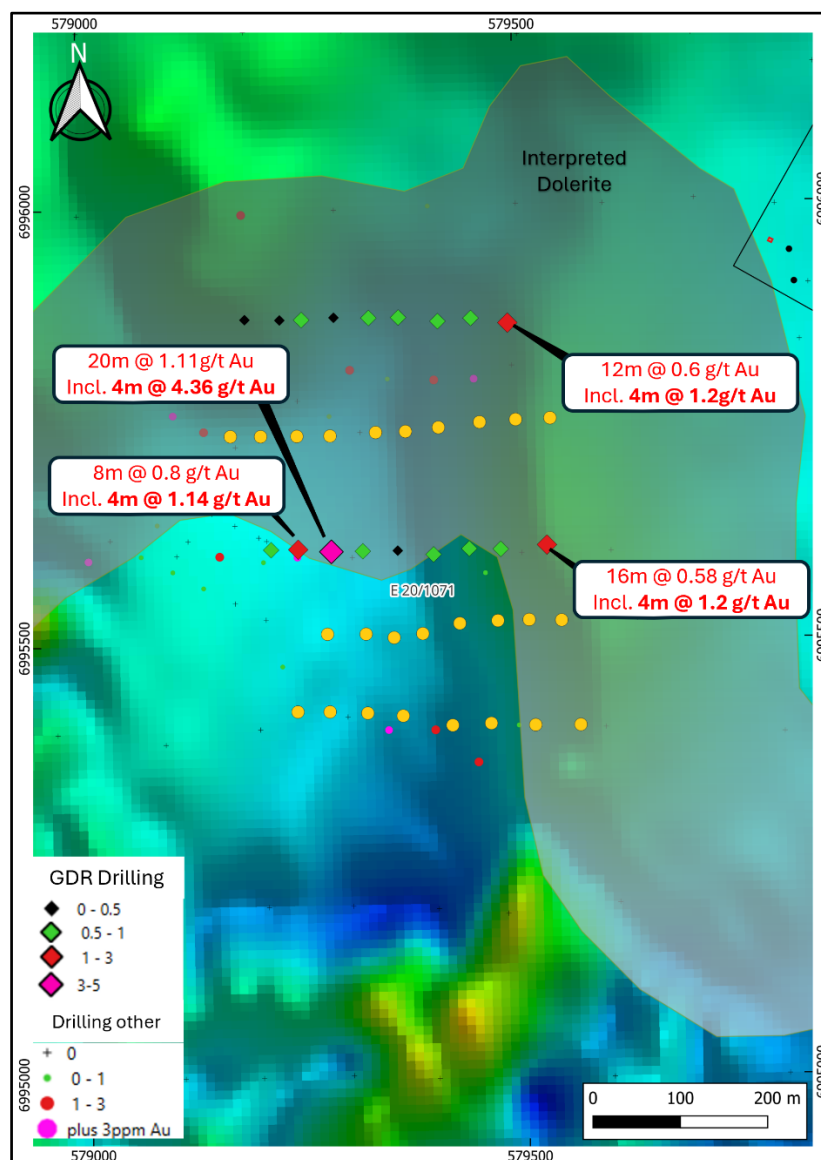 579000
579500
N
Interpreted
Dolerite
6996000
6996000
20m @ 1.11g/t Au
Incl. 4m @ 4.36 g/t Au
12m @ 0.6 g/t Au
Incl. 4m @ 1.2g/t Au
8m @ 0.8 g/t Au
Incl. 4m @ 1.14 g/t Au
16m @ 0.58 g/t Au
Incl. 4m @ 1.2 g/t Au
E 20/1071
6995500
6995500
GDR Drilling
0 - 0.5
0.5 - 1
1 - 3
3-5
Drilling other
0
0 - 1
1 - 3
plus 3ppm Au
6995000
6995000
0 100 200 m
579000
579500